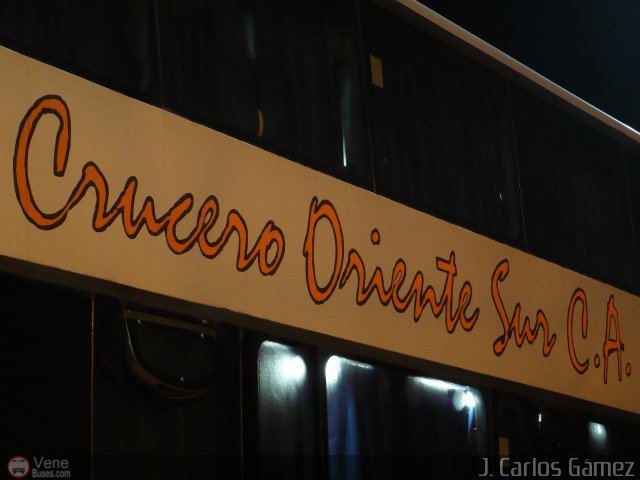 Crucero Oriente Sur C.A.
Vene
Buses.com
J. Carlos Gámez